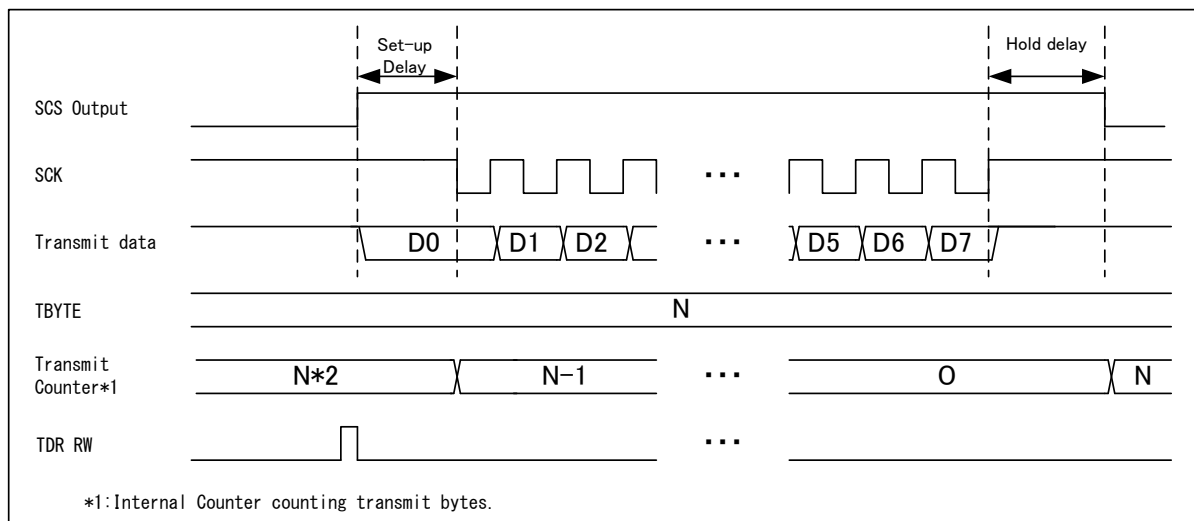 Set-up
Delay
Hold delay
SCS Output
SCK
...
Transmit data
D0
D1
D2
...
D5
D6
D7
TBYTE
N
Transmit
Counter*1
N*2
N-1
...
O
N
TDR RW
...
*1:Internal Counter counting transmit bytes.